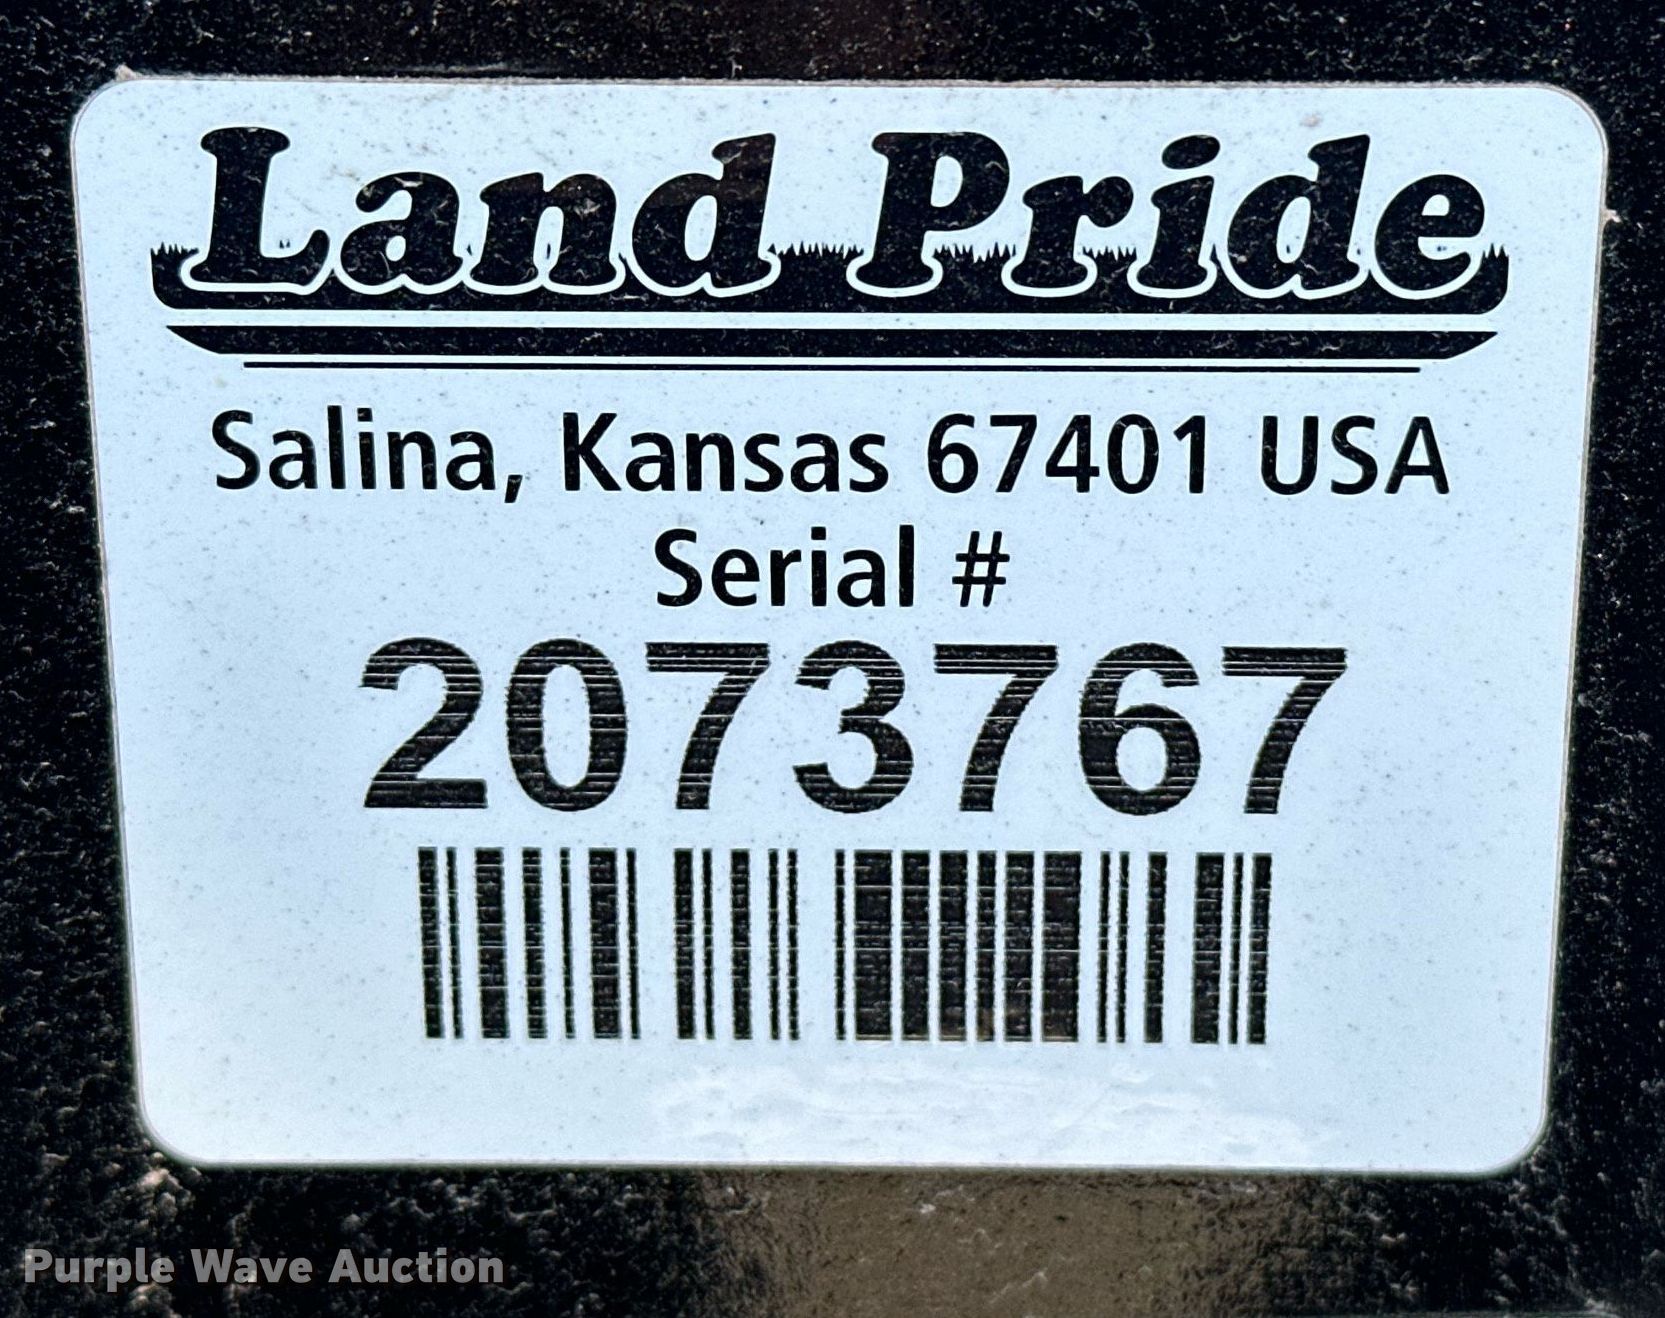 Land Pride
Salina, Kansas 67401 USA
Serial #
2073767
Purple Wave Auction